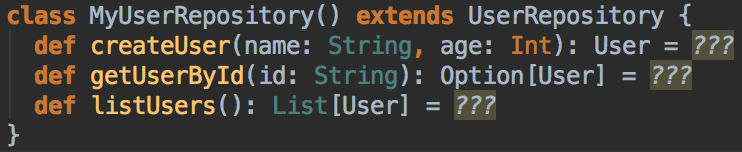 class MyUserRepository() extends UserRepository {
  def createUser(name: String, age: Int): User = ???
  def getUserById(id: String): Option[User] = ???
  def listUsers(): List[User] = ???
}